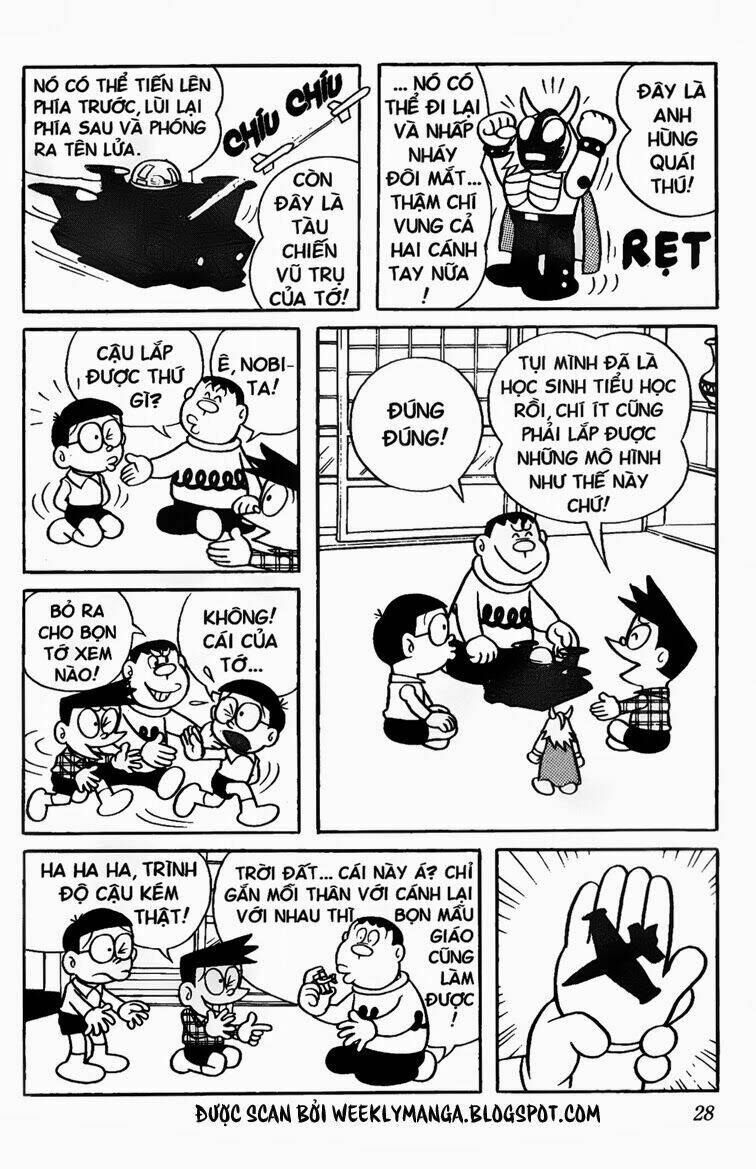 NÓ CÓ THỂ TIẾN LÊN
PHÍA TRƯỚC, LÙI LẠI
PHÍA SAU VÀ PHÓNG
RA TÊN LỬA.
CHÍU CHÍU
CÒN
ĐÂY LÀ
TÀU
CHIẾN
VŨ TRỤ
CỦA TỚ!
... NÓ CÓ
THỂ ĐI LẠI
VÀ NHẤP
NHÁY
ĐÔI MẮT...
THẬM CHÍ
VUNG CẢ
HAI CÁNH
TAY NỮA
!
ĐÂY LÀ
ANH
HÙNG
QUÁI
THÚ!
RẸT
CẬU LẮP
ĐƯỢC THỨ
GÌ?
Ê, NOBI-
TA!
ĐÚNG
ĐÚNG!
TỤI MÌNH ĐÃ LÀ
HỌC SINH TIỂU HỌC
RỒI, CHÍ ÍT CŨNG
PHẢI LẮP ĐƯỢC
NHỮNG MÔ HÌNH
NHƯ THẾ NÀY
CHỨ!
BỎ RA
CHO BỌN
TỚ XEM
NÀO!
KHÔNG!
CÁI CỦA
TỚ...
HA HA HA, TRÌNH
ĐỘ CẬU KÉM
THẬT!
TRỜI ĐẤT... CÁI NÀY Á? CHỈ
GẮN MỖI THÂN VỚI CÁNH LẠI
VỚI NHAU THÌ
BỌN MẪU
GIÁO
CŨNG
LÀM
ĐƯỢC
!
ĐƯỢC SCAN BỞI WEEKLYMANGA.BLOGSPOT.COM
28